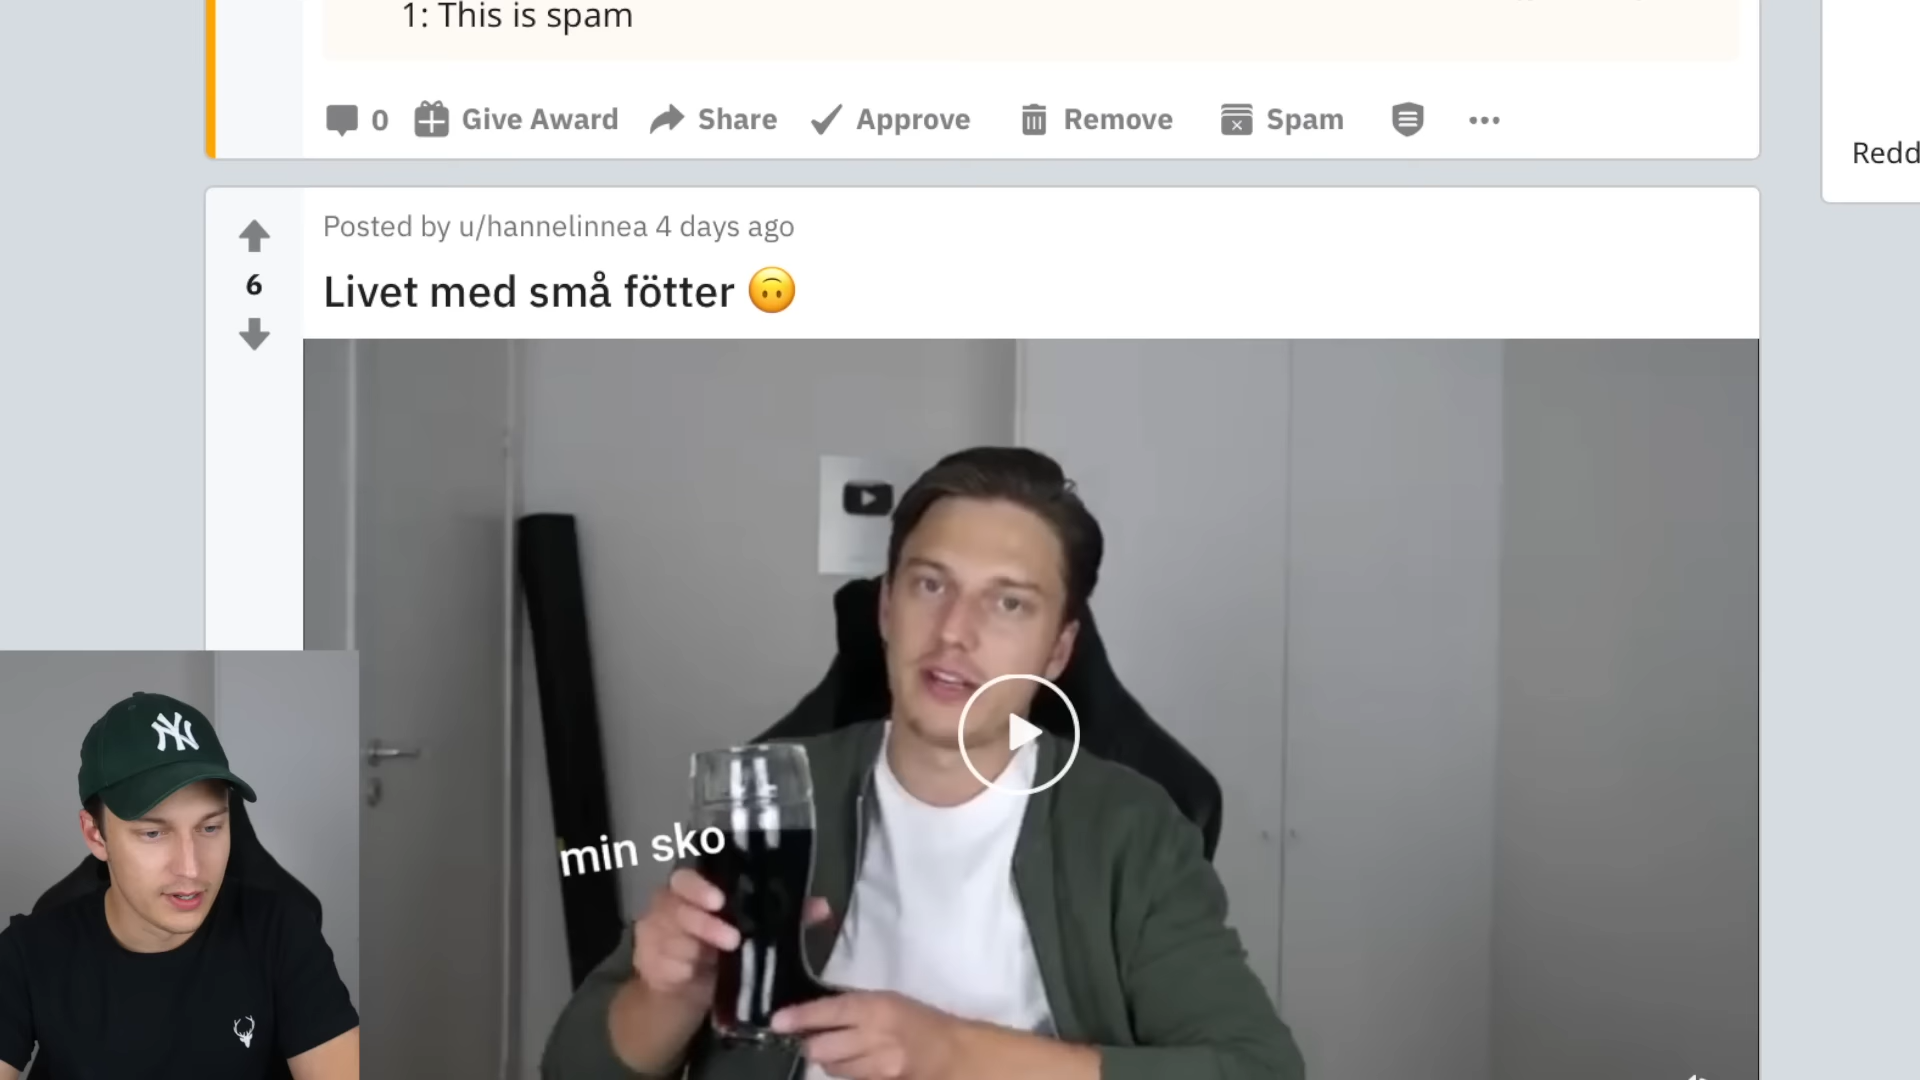 1: This is spam
0 Give Award Share Approve Remove Spam
Redd
Posted by u/hannelinnea 4 days ago
6
Livet med små fötter 🙃
min sko
NY